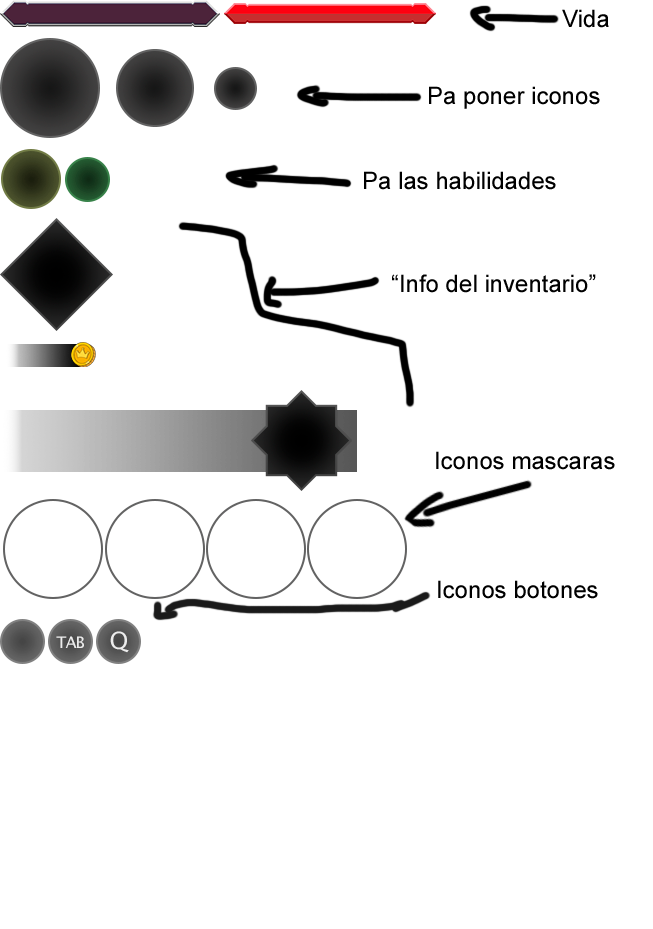 Vida
Pa poner iconos
Pa las habilidades
“Info del inventario”
Iconos mascaras
Iconos botones
TAB Q